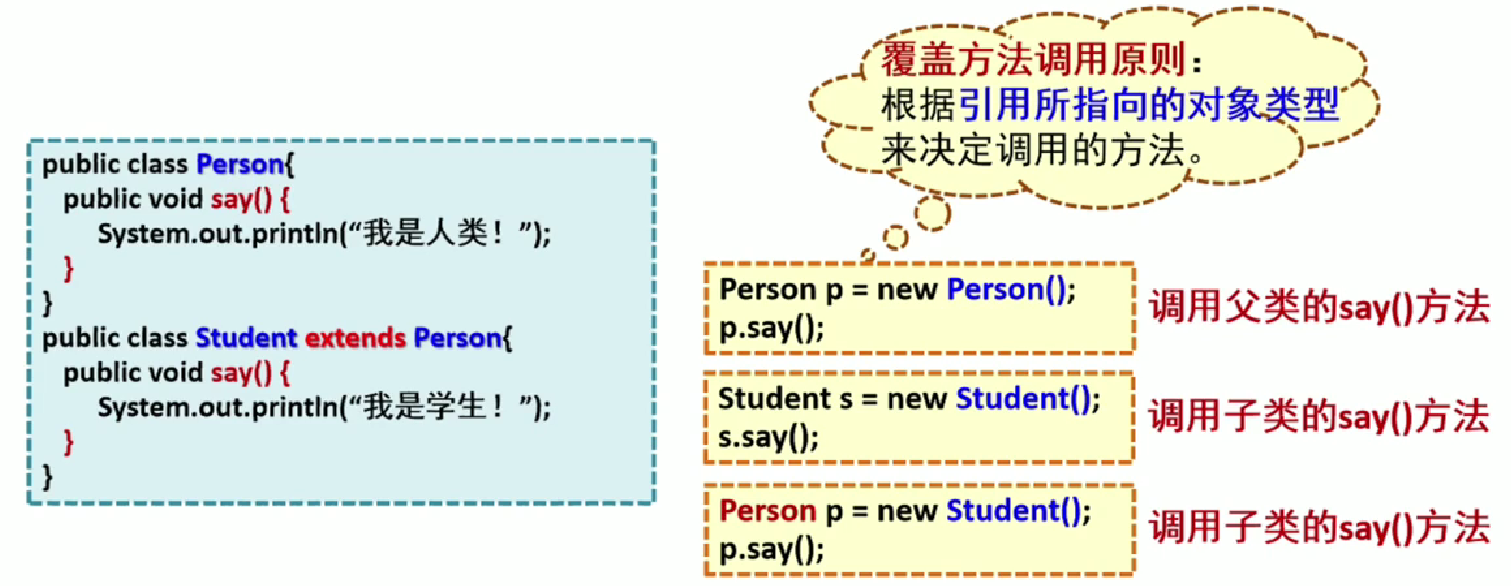 覆盖方法调用原则：
根据引用所指向的对象类型
来决定调用的方法。
public class Person{
public void say() {
System.out.println(“我是人类！”);
}
}
public class Student extends Person{
public void say() {
System.out.println(“我是学生！”);
}
}
Person p = new Person();
p.say();
调用父类的say()方法
Student s = new Student();
s.say();
调用子类的say()方法
Person p = new Student();
p.say();
调用子类的say()方法